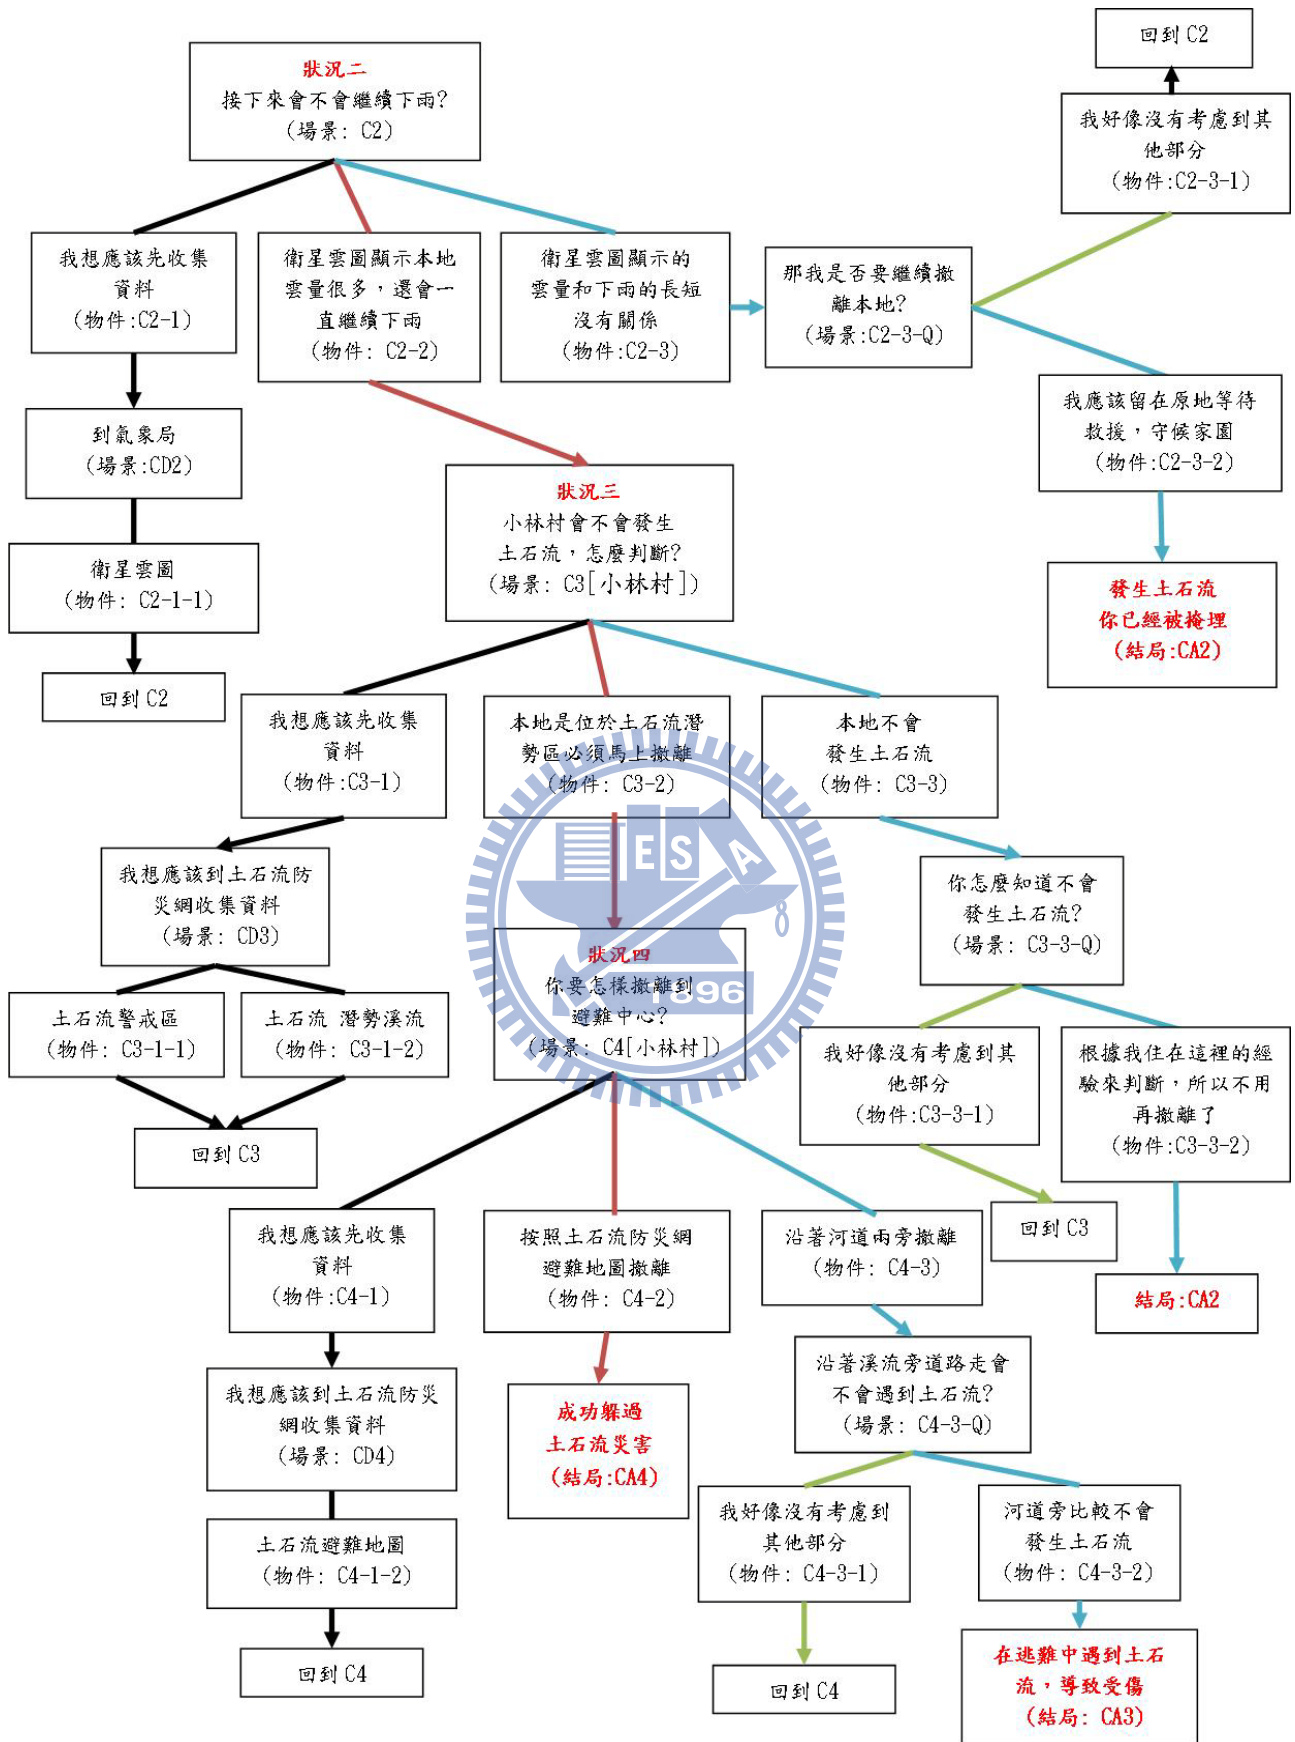 狀況二
接下來會不會繼續下雨?
(場景: C2)
回到 C2
我好像沒有考慮到其
他部分
(物件:C2-3-1)
我想應該先收集
資料
(物件:C2-1)
衛星雲圖顯示本地
雲量很多，還會一
直繼續下雨
(物件: C2-2)
衛星雲圖顯示的
雲量和下雨的長短
沒有關係
(物件:C2-3)
那我是否要繼續撤
離本地?
(場景:C2-3-Q)
我應該留在原地等待
救援，守候家園
(物件:C2-3-2)
發生土石流
你已經被掩埋
(結局:CA2)
到氣象局
(場景:CD2)
衛星雲圖
(物件: C2-1-1)
回到 C2
狀況三
小林村會不會發生
土石流，怎麼判斷?
(場景: C3[小林村])
我想應該先收集
資料
(物件:C3-1)
本地是位於土石流潛
勢區必須馬上撤離
(物件: C3-2)
本地不會
發生土石流
(物件: C3-3)
我想應該到土石流防
災網收集資料
(場景: CD3)
土石流警戒區
(物件: C3-1-1)
土石流 潛勢溪流
(物件: C3-1-2)
回到 C3
你怎麼知道不會
發生土石流?
(場景: C3-3-Q)
我好像沒有考慮到其
他部分
(物件:C3-3-1)
根據我住在這裡的經
驗來判斷，所以不用
再撤離了
(物件:C3-3-2)
回到 C3
結局:CA2
ESA
1896
狀況四
你要怎樣撤離到
避難中心?
(場景: C4[小林村])
我想應該先收集
資料
(物件:C4-1)
按照土石流防災網
避難地圖撤離
(物件: C4-2)
沿著河道兩旁撤離
(物件: C4-3)
我想應該到土石流防災
網收集資料
(場景: CD4)
土石流避難地圖
(物件: C4-1-2)
回到 C4
成功躲過
土石流災害
(結局:CA4)
沿著溪流旁道路走會
不會遇到土石流?
(場景: C4-3-Q)
我好像沒有考慮到
其他部分
(物件: C4-3-1)
河道旁比較不會
發生土石流
(物件: C4-3-2)
回到 C4
在逃難中遇到土石
流，導致受傷
(結局: CA3)